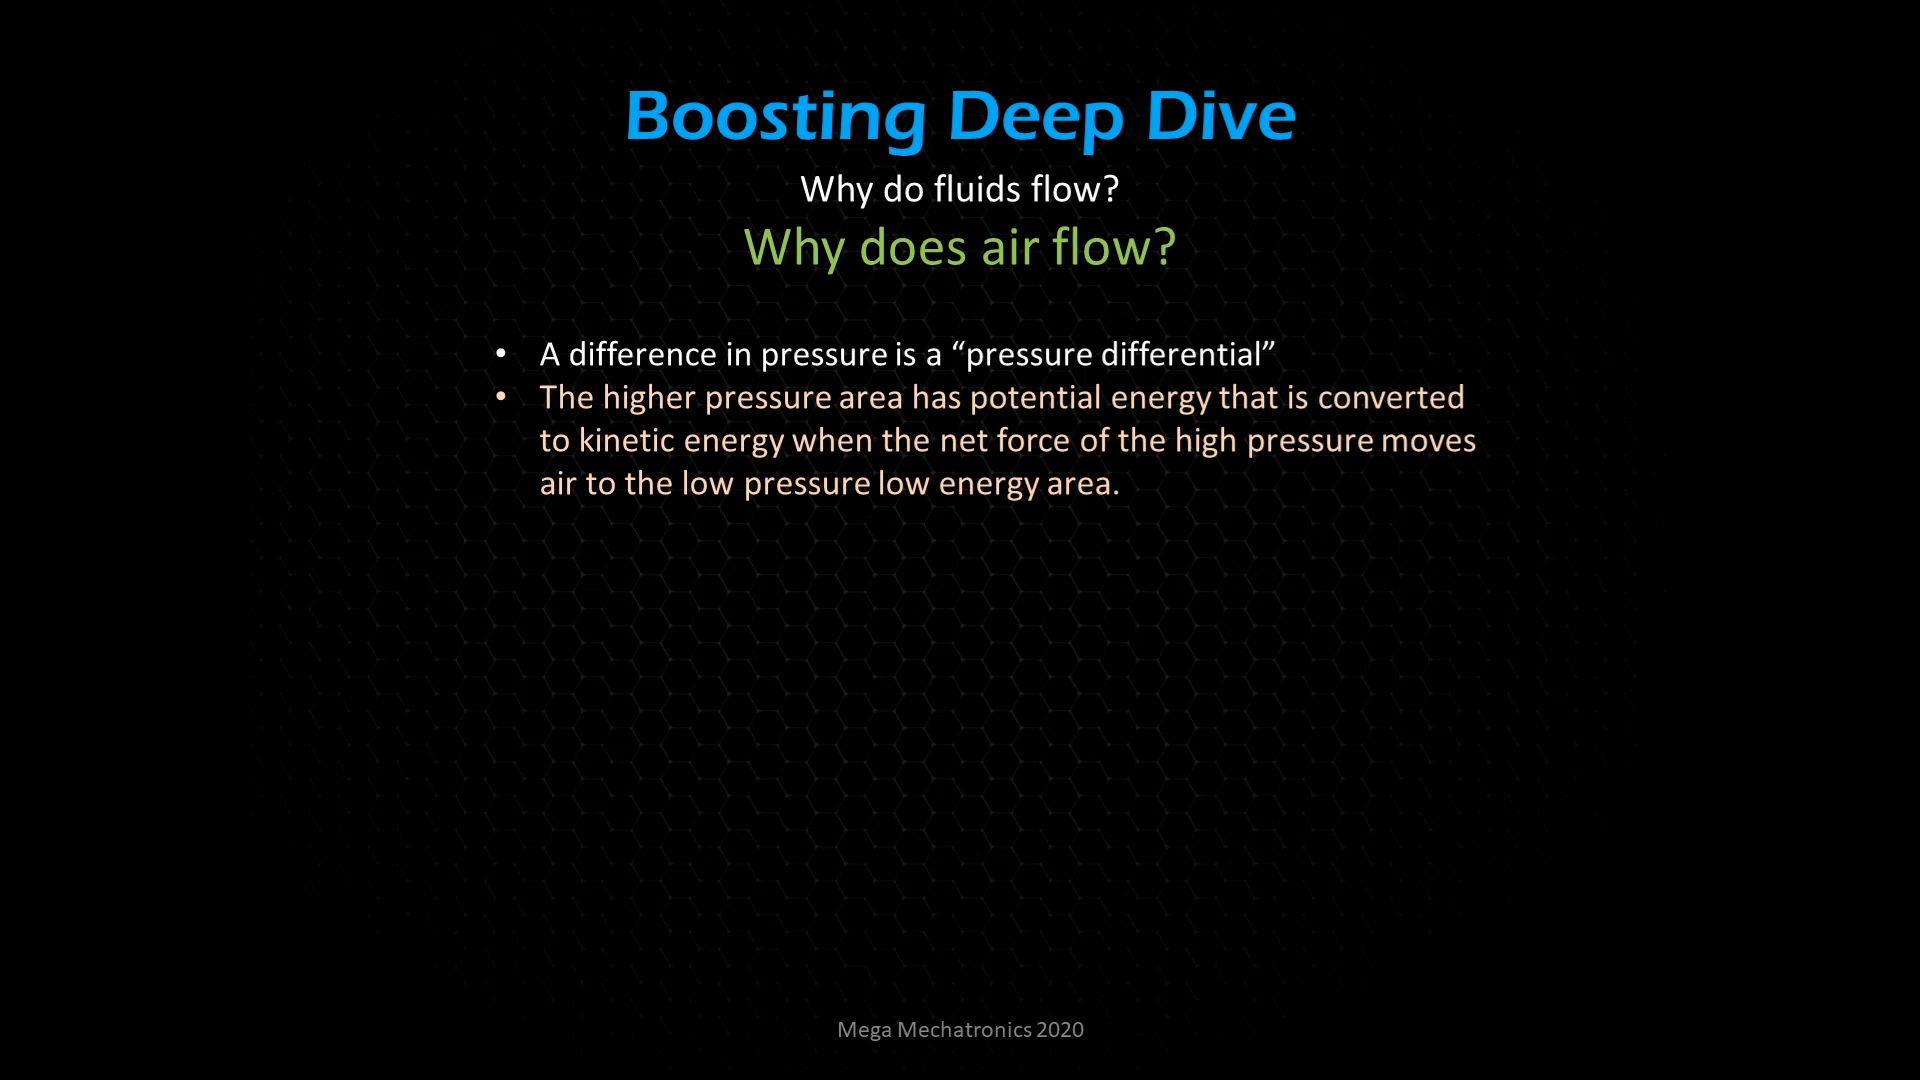 Boosting Deep Dive
Why do fluids flow?
Why does air flow?
• A difference in pressure is a “pressure differential”
• The higher pressure area has potential energy that is converted
to kinetic energy when the net force of the high pressure moves
air to the low pressure low energy area.
Mega Mechatronics 2020